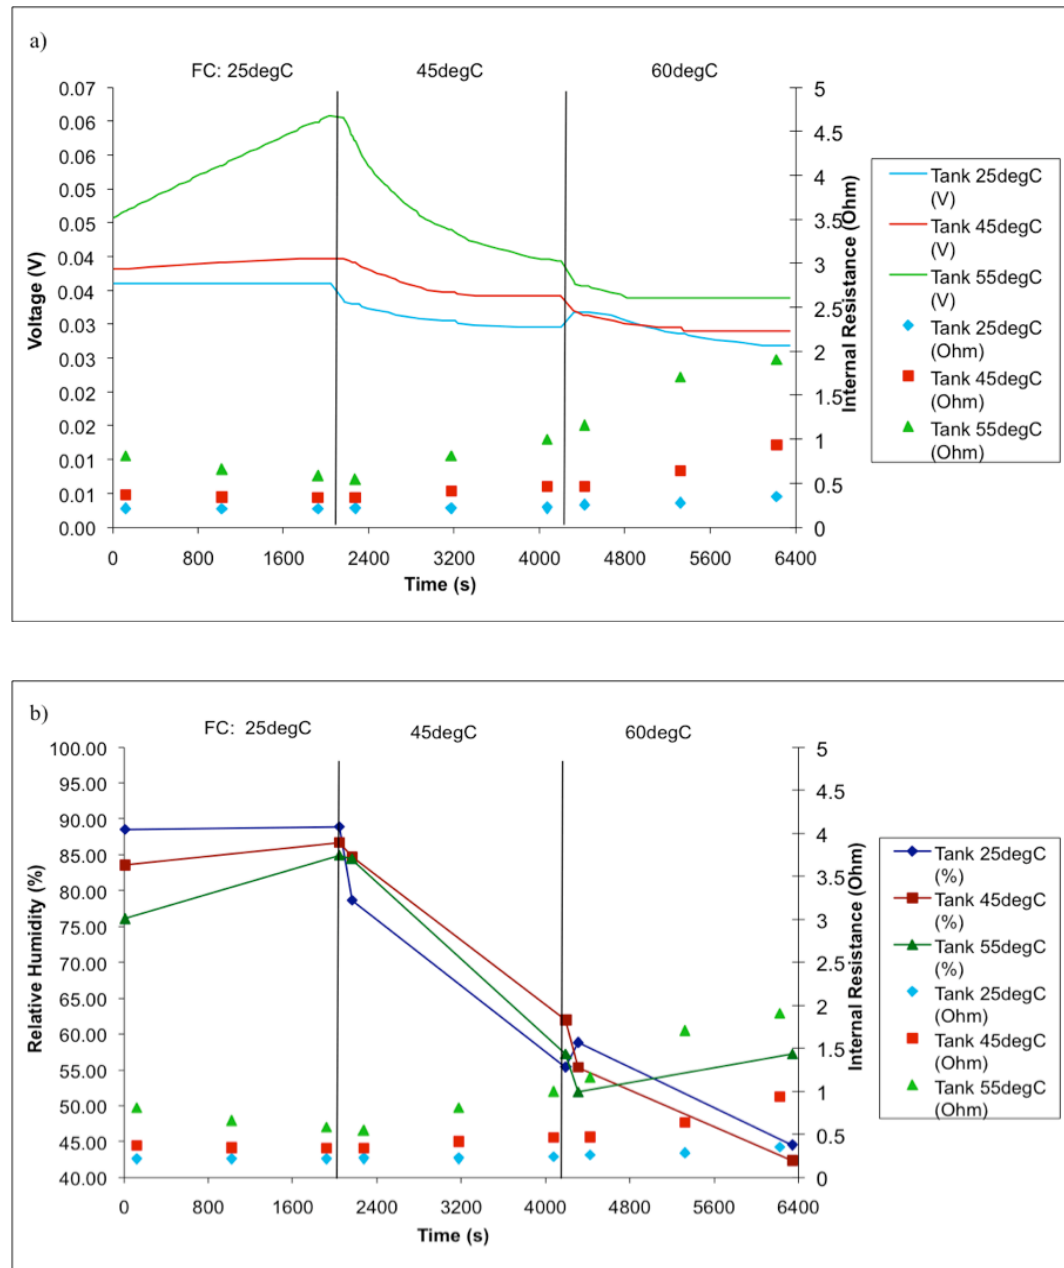 a)
FC: 25degC 45degC 60degC
0.07
0.06
0.06
0.05
0.05
0.04
0.04
0.03
0.03
0.02
0.02
0.01
0.01
0.00
Voltage (V)
5
4.5
4
3.5
3
2.5
2
1.5
1
0.5
0
Internal Resistance (Ohm)
0 800 1600 2400 3200 4000 4800 5600 6400
Time (s)
Tank 25degC
(V)
Tank 45degC
(V)
Tank 55degC
(V)
Tank 25degC
(Ohm)
Tank 45degC
(Ohm)
Tank 55degC
(Ohm)
b)
FC: 25degC 45degC 60degC
100.00
95.00
90.00
85.00
80.00
75.00
70.00
65.00
60.00
55.00
50.00
45.00
40.00
Relative Humidity (%)
5
4.5
4
3.5
3
2.5
2
1.5
1
0.5
0
Internal Resistance (Ohm)
0 800 1600 2400 3200 4000 4800 5600 6400
Time (s)
Tank 25degC
(%)
Tank 45degC
(%)
Tank 55degC
(%)
Tank 25degC
(Ohm)
Tank 45degC
(Ohm)
Tank 55degC
(Ohm)